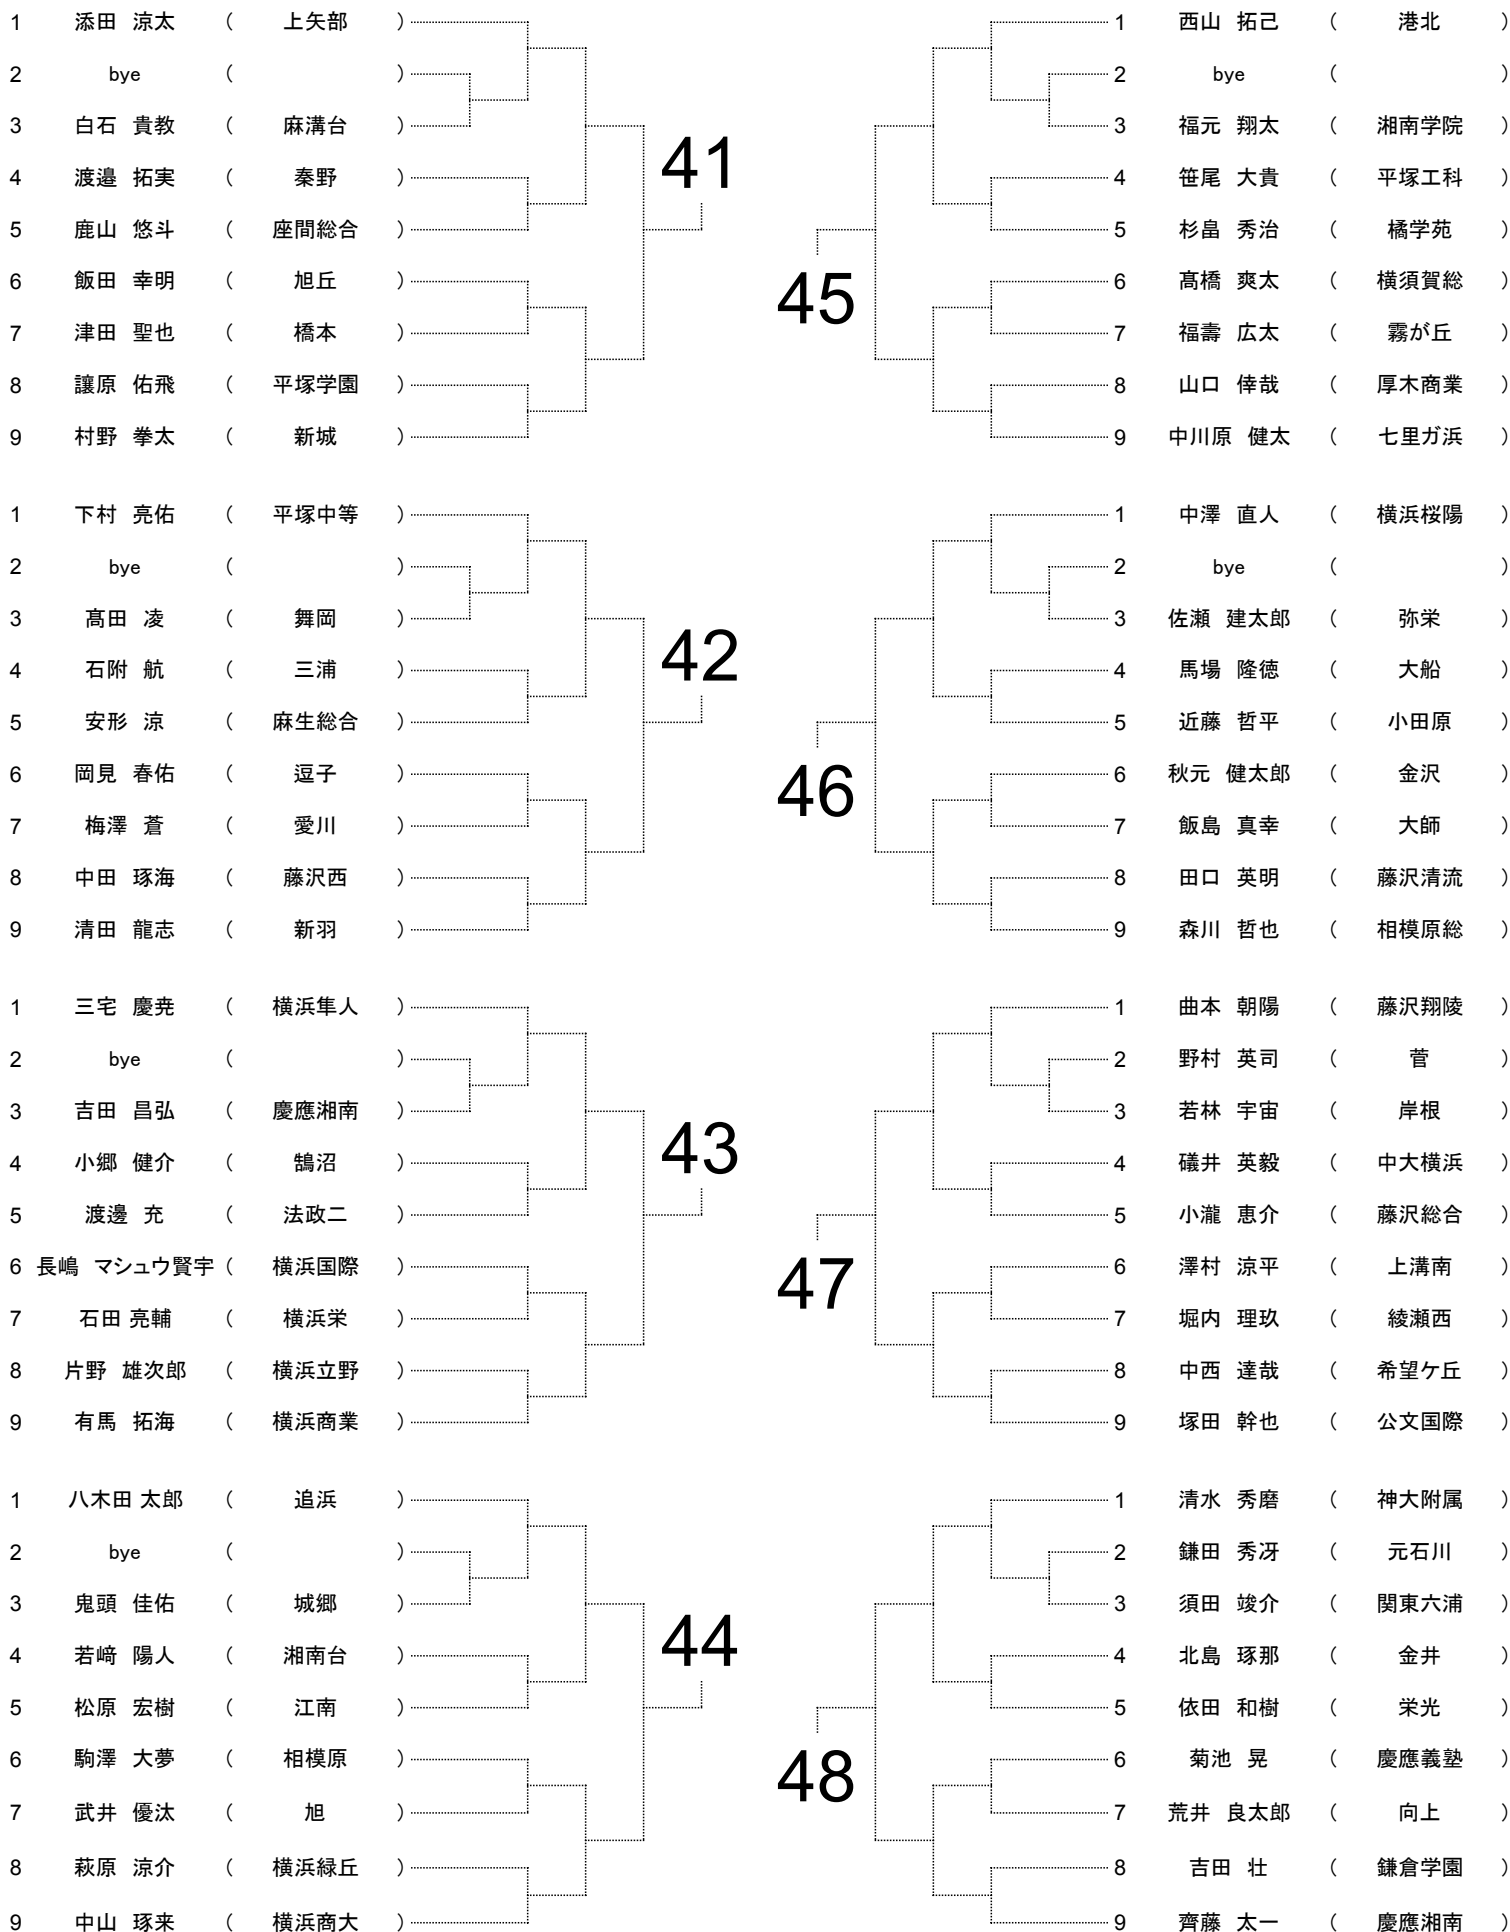 1 添田 涼太 ( 上矢部 )
2 bye ( )
3 白石 貴教 ( 麻溝台 )
4 渡邉 拓実 ( 秦野 )
5 鹿山 悠斗 ( 座間総合 )
6 飯田 幸明 ( 旭丘 )
7 津田 聖也 ( 橋本 )
8 讓原 佑飛 ( 平塚学園 )
9 村野 拳太 ( 新城 )
41
1 下村 亮佑 ( 平塚中等 )
2 bye ( )
3 髙田 凌 ( 舞岡 )
4 石附 航 ( 三浦 )
5 安形 涼 ( 麻生総合 )
6 岡見 春佑 ( 逗子 )
7 梅澤 蒼 ( 愛川 )
8 中田 琢海 ( 藤沢西 )
9 清田 龍志 ( 新羽 )
42
1 三宅 慶尭 ( 横浜隼人 )
2 bye ( )
3 吉田 昌弘 ( 慶應湘南 )
4 小郷 健介 ( 鵠沼 )
5 渡邊 充 ( 法政二 )
6 長嶋 マシュウ賢宇 ( 横浜国際 )
7 石田 亮輔 ( 横浜栄 )
8 片野 雄次郎 ( 横浜立野 )
9 有馬 拓海 ( 横浜商業 )
43
1 八木田 太郎 ( 追浜 )
2 bye ( )
3 鬼頭 佳佑 ( 城郷 )
4 若﨑 陽人 ( 湘南台 )
5 松原 宏樹 ( 江南 )
6 駒澤 大夢 ( 相模原 )
7 武井 優汰 ( 旭 )
8 萩原 涼介 ( 横浜緑丘 )
9 中山 琢来 ( 横浜商大 )
44
1 西山 拓己 ( 港北 )
2 bye ( )
3 福元 翔太 ( 湘南学院 )
4 笹尾 大貴 ( 平塚工科 )
5 杉畠 秀治 ( 橘学苑 )
6 髙橋 爽太 ( 横須賀総 )
7 福壽 広太 ( 霧が丘 )
8 山口 倖哉 ( 厚木商業 )
9 中川原 健太 ( 七里ガ浜 )
45
1 中澤 直人 ( 横浜桜陽 )
2 bye ( )
3 佐瀬 建太郎 ( 弥栄 )
4 馬場 隆徳 ( 大船 )
5 近藤 哲平 ( 小田原 )
6 秋元 健太郎 ( 金沢 )
7 飯島 真幸 ( 大師 )
8 田口 英明 ( 藤沢清流 )
9 森川 哲也 ( 相模原総 )
46
1 曲本 朝陽 ( 藤沢翔陵 )
2 野村 英司 ( 菅 )
3 若林 宇宙 ( 岸根 )
4 礒井 英毅 ( 中大横浜 )
5 小瀧 恵介 ( 藤沢総合 )
6 澤村 涼平 ( 上溝南 )
7 堀内 理玖 ( 綾瀬西 )
8 中西 達哉 ( 希望ケ丘 )
9 塚田 幹也 ( 公文国際 )
47
1 清水 秀磨 ( 神大附属 )
2 鎌田 秀冴 ( 元石川 )
3 須田 竣介 ( 関東六浦 )
4 北島 琢那 ( 金井 )
5 依田 和樹 ( 栄光 )
6 菊池 晃 ( 慶應義塾 )
7 荒井 良太郎 ( 向上 )
8 吉田 壮 ( 鎌倉学園 )
9 齊藤 太一 ( 慶應湘南 )
48